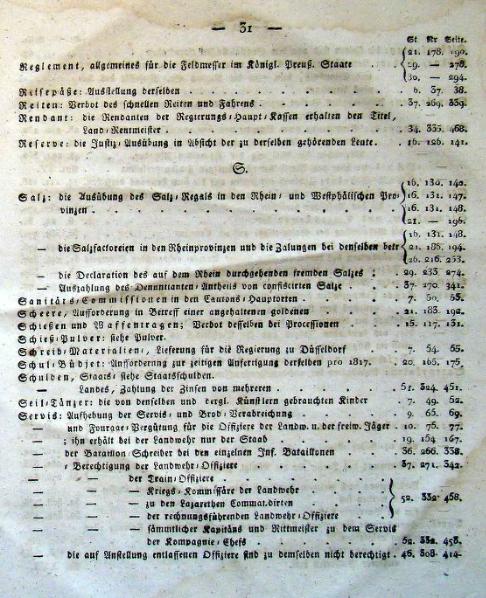 — 31 —
St Nr Seite.
21. 178. 190.
Reglement, allgemeines für die Feldmesser im Königl. Preuß. Staate 29. — 278.
30. — 294.
Reisepäße: Ausstellung derselben . . . . 6. 37. 38.
Reiten: Verbot des schnellen Reiten und Fahrens . . . . 37. 269. 339.
Rendant: die Rendanten der Regierungs-Haupt-Kassen erhalten den Titel,
Land-Rentmeister . . . . 34. 335. 468.
Reserve: die Justiz-Ausübung in Absicht der zu derselben gehörenden Leute. 16. 126. 141.
S.
16. 130. 140.
Salz: die Ausübung des Salz-Regals in den Rhein- und Westphälischen Pro- 16. 131. 147.
vinzen . . . . 16. 131. 148.
21. — 196.
16. 131. 148.
— die Salzfactoreien in den Rheinprovinzen und die Zalungen bei denselben betr 21. 186. 194.
26. 216. 253.
— die Declaration des auf dem Rhein durchgehenden fremden Salzes : 29. 233. 274.
— Auszahlung des Denuntianten-Antheils von confiscirten Salze . 37. 270. 341.
Sanitäts-Commissionen in den Cantons-Hauptorten . . . . 7. 50. 65.
Scheere, Aufforderung in Betreff einer angehaltenen goldenen . . 21. 183. 192.
Schießen und Waffentragen; Verbot desselben bei Processionen . 16. 117. 131.
Schieß-Pulver: siehe Pulver.
Schreib-Materialien, Lieferung für die Regierung zu Düsseldorf . 7. 54. 65.
Schul-Büdjet: Aufforderung zur zeitigen Anfertigung derselben pro 1817. . 20. 165. 175.
Schulden, Staats- siehe Staatsschulden.
Landes, Zahlung der Zinsen von mehreren . . . . 51. 324. 451.
Seil-Tänzer: die von denselben und dergl. Künstlern gebrauchten Kinder . 7. 49. 62.
Servis: Aufhebung der Servis- und Brod-Verabreichung . . . . 9. 65. 69.
— und Fourage-Vergütung für die Offiziere der Landw. u. der freiw. Jäger . 10. 76. 77.
— ; ihn erhält bei der Landwehr nur der Staab . . . . 19. 154. 167.
— der Bataillon-Schreiber bei den einzelnen Inf. Bataillonen . . 36. 266. 338.
— , Berechtigung der Landwehr-Offiziere . . . . 37. 271. 342.
— — der Train-Offiziere . . . .
— — Kriegs-Kommissäre der Landwehr
— — zu den Lazarethen Commandirten 52. 332. 458.
— — der rechnungsführenden Landwehr-Offiziere
— — sämmtlicher Kapitäns und Rittmeister zu dem Servis
der Kompagnie-Chefs . . . . 52. 332. 458.
— die auf Anstellung entlassenen Offiziere sind zu demselben nicht berechtigt . 46. 308. 414.